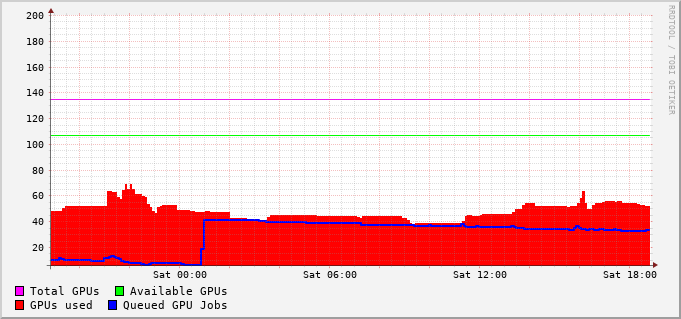 200
180
160
140
120
100
80
60
40
20
Sat 00:00 Sat 06:00 Sat 12:00 Sat 18:00
Total GPUs Available GPUs
GPUs used Queued GPU Jobs
RRDTOOL / TOBI OETIKER